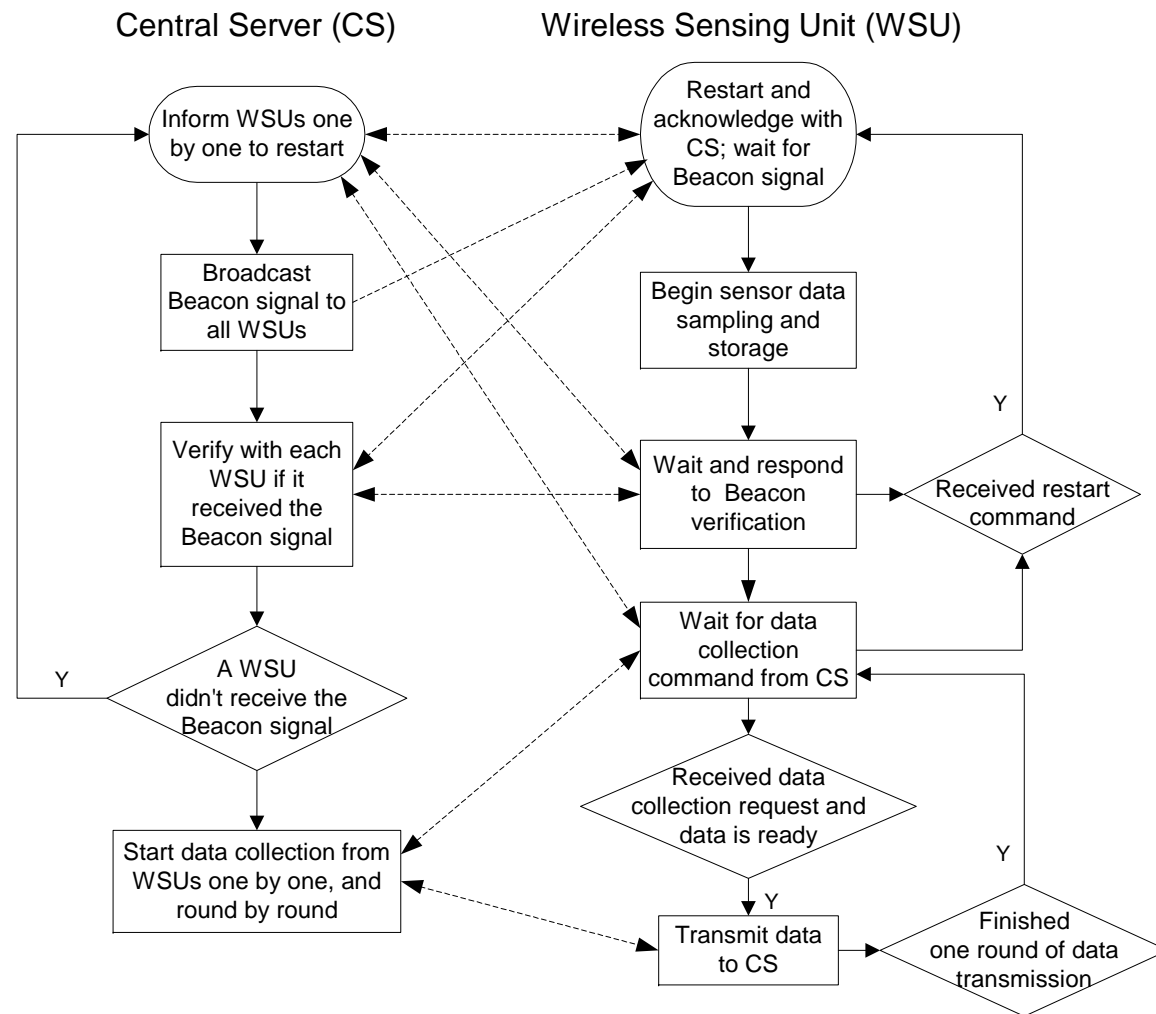 Central Server (CS)
Wireless Sensing Unit (WSU)
Inform WSUs one
by one to restart
Restart and
acknowledge with
CS; wait for
Beacon signal
Broadcast
Beacon signal to
all WSUs
Begin sensor data
sampling and
storage
Verify with each
WSU if it
received the
Beacon signal
Wait and respond
to Beacon
verification
Y
Received restart
command
A WSU
didn't receive the
Beacon signal
Y
Wait for data
collection
command from CS
Received data
collection request and
data is ready
Y
Start data collection from
WSUs one by one, and
round by round
Transmit data
to CS
Y
Finished
one round of data
transmission